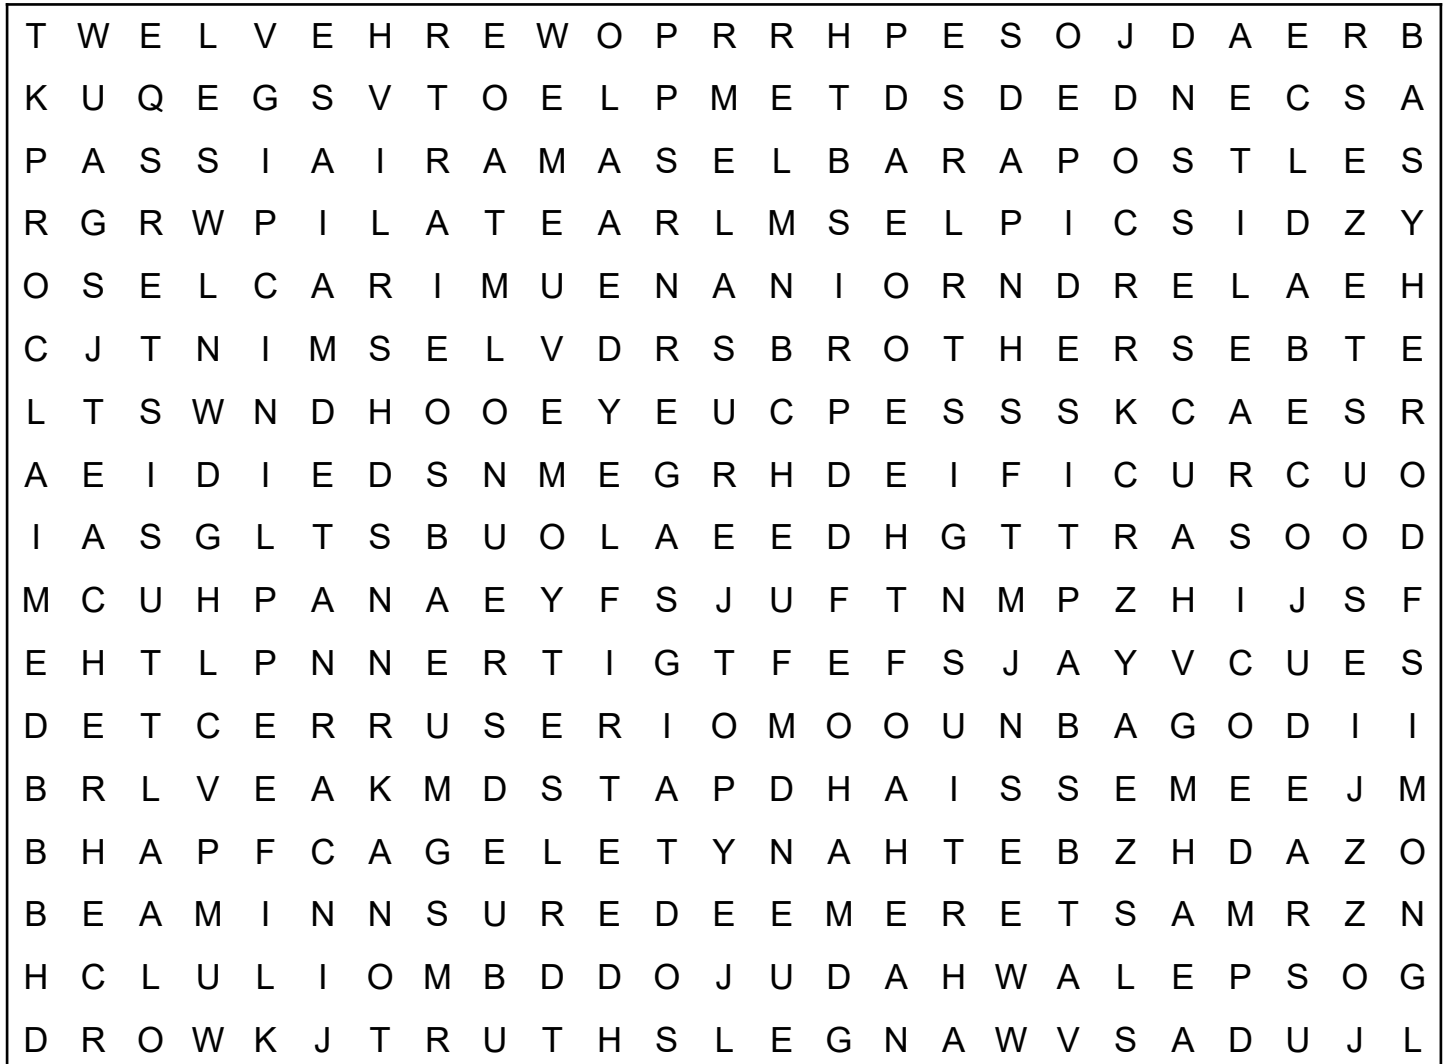 T W E L V E H R E W O P R R H P E S O J D A E R B
K U Q E G S V T O E L P M E T D S D E D N E C S A
P A S S I A I R A M A S E L B A R A P O S T L E S
R G R W P I L A T E A R L M S E L P I C S I D Z Y
O S E L C A R I M U E N A N I O R N D R E L A E H
C J T N I M S E L V D R S B R O T H E R S E B T E
L T S W N D H O O E Y E U C P E S S S K C A E S R
A E I D I E D S N M E G R H D E I F I C U R C U O
I A S G L T S B U O L A E E D H G T T R A S O O D
M C U H P A N A E Y F S J U F T N M P Z H I J S F
E H T L P N N E R T I G T F E F S J A Y V C U E S
D E T C E R R U S E R I O M O O U N B A G O D I I
B R L V E A K M D S T A P D H A I S S E M E E J M
B H A P F C A G E L E T Y N A H T E B Z H D A Z O
B E A M I N N S U R E D E E M E R E T S A M R Z N
H C L U L I O M B D D O J U D A H W A L E P S O G
D R O W K J T R U T H S L E G N A W V S A D U J L